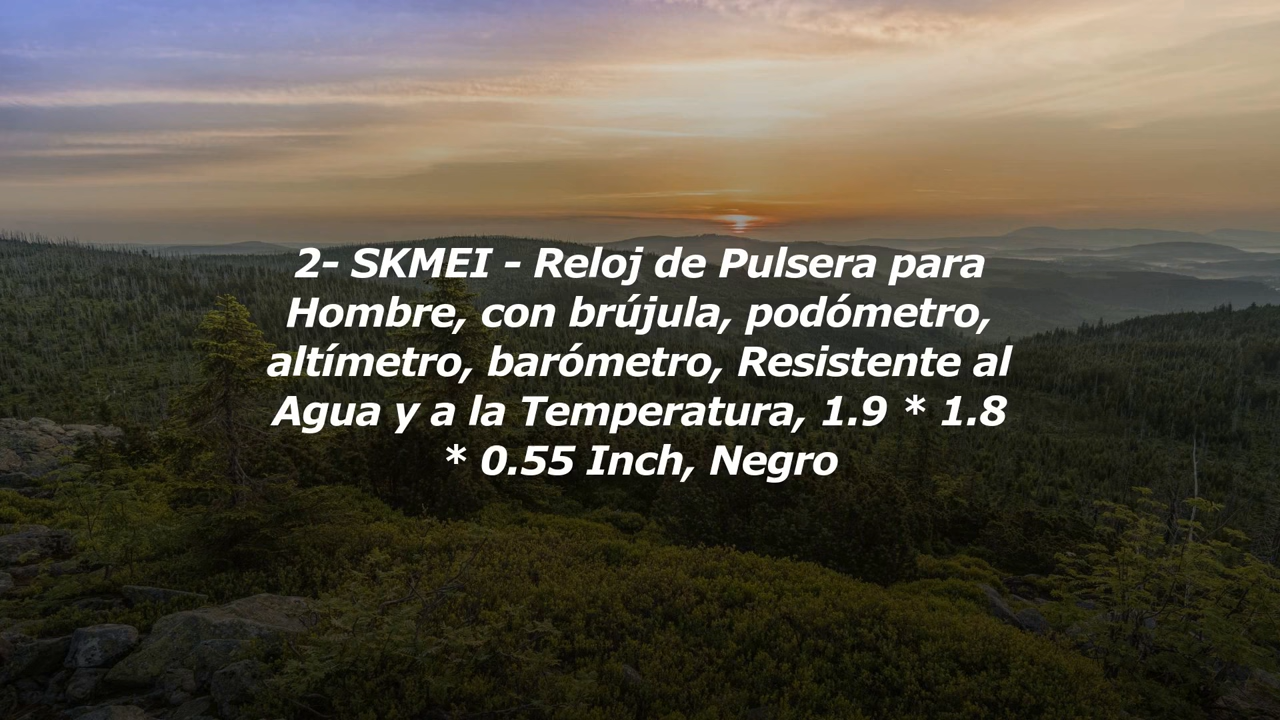 2- SKMEI - Reloj de Pulsera para
Hombre, con brújula, podómetro,
altímetro, barómetro, Resistente al
Agua y a la Temperatura, 1.9 * 1.8
* 0.55 Inch, Negro